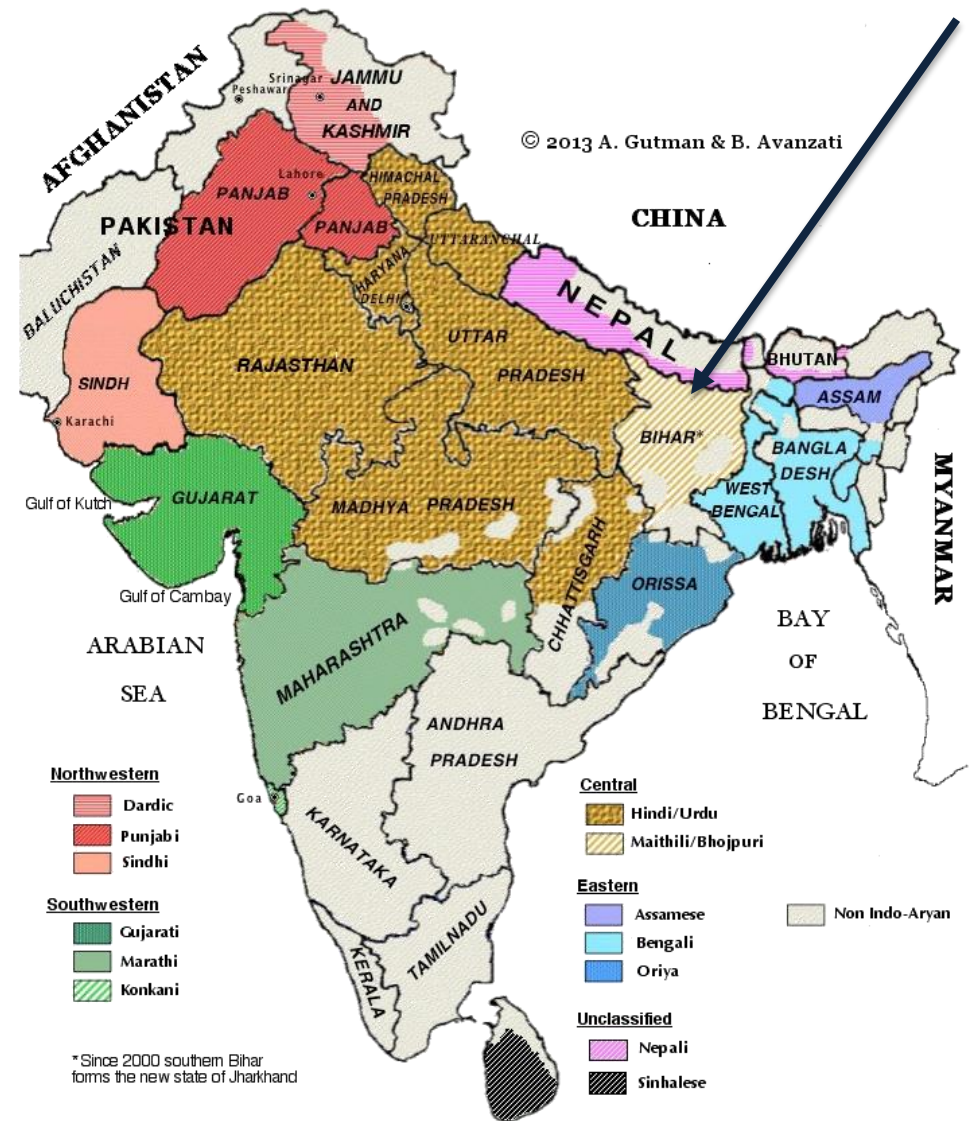 AFGHANISTAN
Srinagar
Peshawar
JAMMU
AND
KASHMIR
© 2013 A. Gutman & B. Avanzati
Lahore
HIMACHAL
PRADESH
PANJAB
CHINA
PAKISTAN
PANJAB
UTTARANCHAL
BALUCHISTAN
HARYANA
DELHI
NEPAL
UTTAR
PRADESH
BHUTAN
RAJASTHAN
SINDH
ASSAM
Karachi
BIHAR*
BANGLA
DESH
MYANMAR
Gulf of Kutch
GUJARAT
MADHYA PRADESH
WEST
BENGAL
CHHATTISGARH
ORISSA
Gulf of Cambay
ARABIAN
SEA
MAHARASHTRA
BAY
OF
BENGAL
ANDHRA
PRADESH
Goa
KARNATAKA
TAMILNADU
KERALA
Northwestern
Dardic
Punjabi
Sindhi
Southwestern
Gujarati
Marathi
Konkani
*Since 2000 southern Bihar
forms the new state of Jharkhand
Central
Hindi/Urdu
Maithili/Bhojpuri
Eastern
Assamese
Bengali
Oriya
Non Indo-Aryan
Unclassified
Nepali
Sinhalese